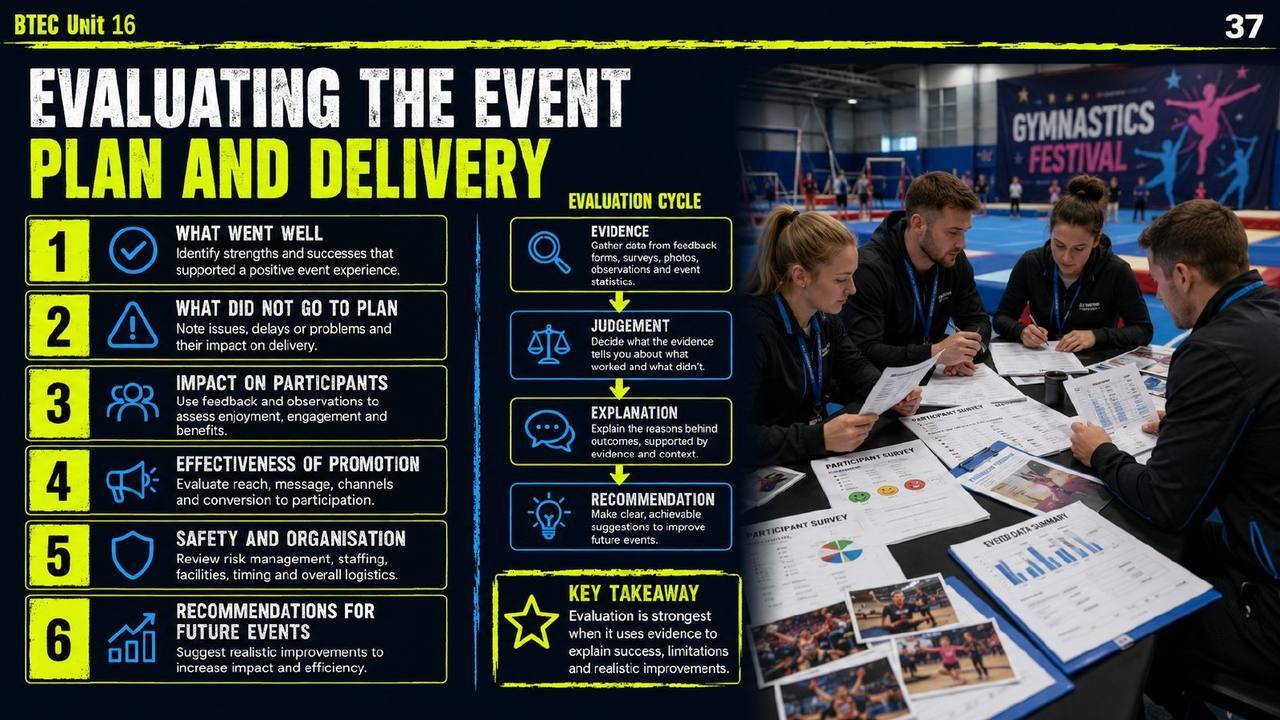 BTEC Unit 16
37
EVALUATING THE EVENT
PLAN AND DELIVERY
1
WHAT WENT WELL
Identify strengths and successes that
supported a positive event experience.
2
WHAT DID NOT GO TO PLAN
Note issues, delays or problems and
their impact on delivery.
3
IMPACT ON PARTICIPANTS
Use feedback and observations to
assess enjoyment, engagement and
benefits.
4
EFFECTIVENESS OF PROMOTION
Evaluate reach, message, channels
and conversion to participation.
5
SAFETY AND ORGANISATION
Review risk management, staffing,
facilities, timing and overall logistics.
6
RECOMMENDATIONS FOR
FUTURE EVENTS
Suggest realistic improvements to
increase impact and efficiency.
EVALUATION CYCLE
EVIDENCE
Gather data from feedback
forms, surveys, photos,
observations and event
statistics.
JUDGEMENT
Decide what the evidence
tells you about what
worked and what didn't.
EXPLANATION
Explain the reasons behind
outcomes, supported by
evidence and context.
RECOMMENDATION
Make clear, achievable
suggestions to improve
future events.
KEY TAKEAWAY
Evaluation is strongest
when it uses evidence to
explain success, limitations
and realistic improvements.
GYMNASTICS
FESTIVAL
PARTICIPANT SURVEY
PARTICIPANT SURVEY
PARTICIPANT SURVEY
DATA SUMMARY